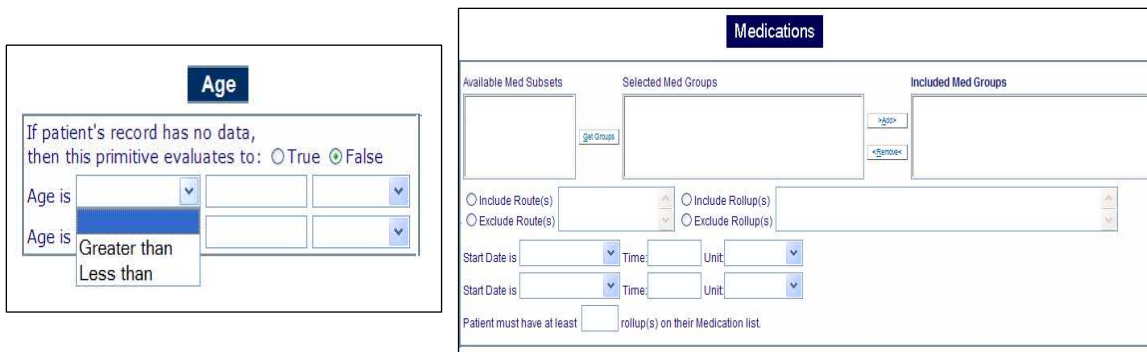 Age
If patient's record has no data,
then this primitive evaluates to: True False
Age is
Age is
Greater than
Less than
Medications
Available Med Subsets Selected Med Groups Included Med Groups
Get Groups
>Add>
<Remove<
Include Route(s) Include Rollup(s)
Exclude Route(s) Exclude Rollup(s)
Start Date is Time: Unit:
Start Date is Time: Unit:
Patient must have at least rollup(s) on their Medication list.